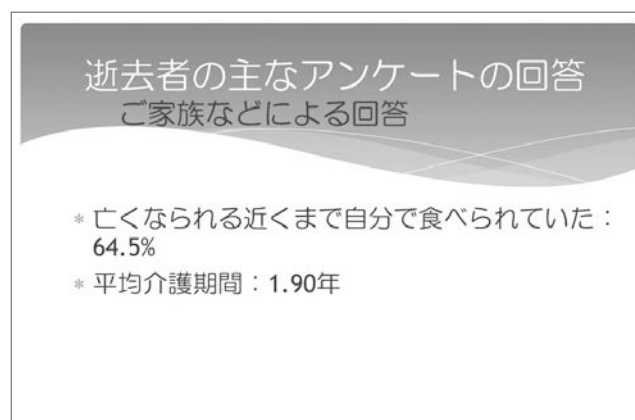 逝去者の主なアンケートの回答
ご家族などによる回答
* 亡くなられる近くまで自分で食べられていた：
64.5%
* 平均介護期間：1.90年